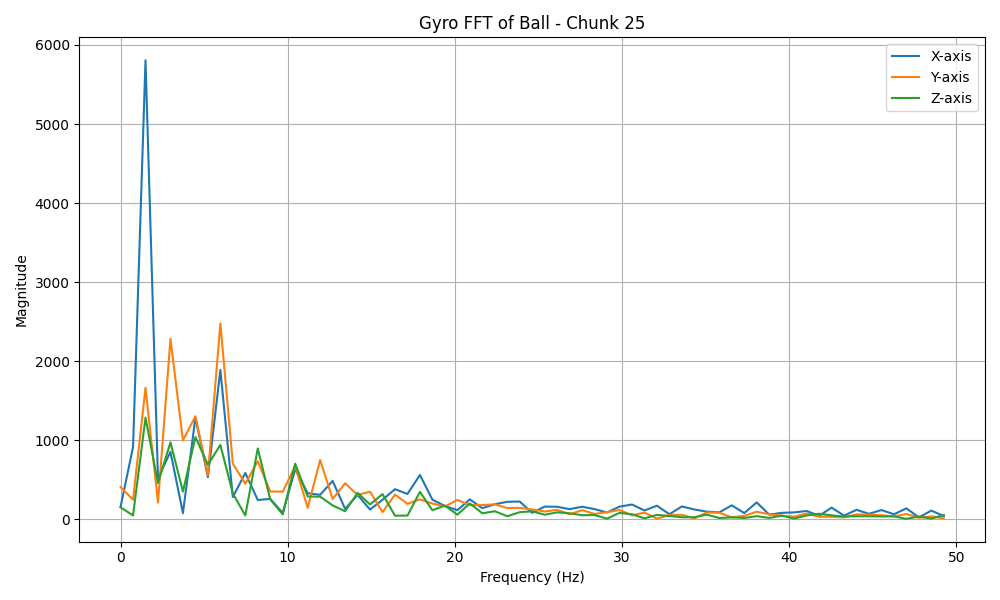 Gyro FFT of Ball - Chunk 25
X-axis
Y-axis
Z-axis
Magnitude
6000
5000
4000
3000
2000
1000
0
0 10 20 30 40 50
Frequency (Hz)